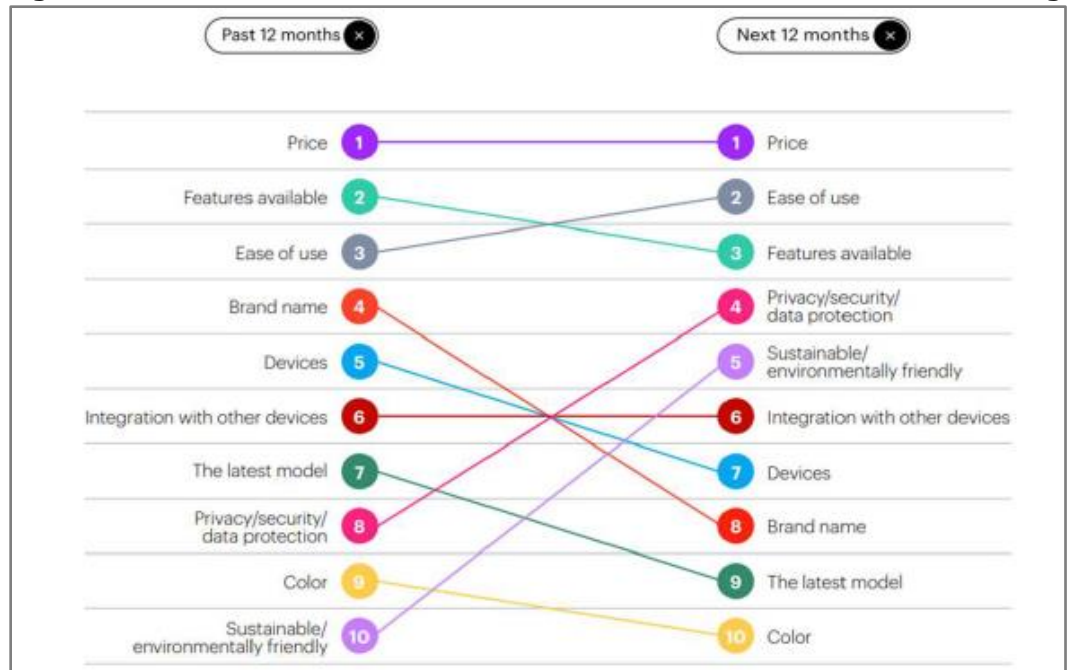 Past 12 months ×
Next 12 months ×
Price 1
1 Price
Features available 2
2 Ease of use
Ease of use 3
3 Features available
Brand name 4
4 Privacy/security/
data protection
Devices 5
5 Sustainable/
environmentally friendly
Integration with other devices 6
6 Integration with other devices
The latest model 7
7 Devices
Privacy/security/
data protection 8
8 Brand name
Color 9
9 The latest model
Sustainable/
environmentally friendly 10
10 Color